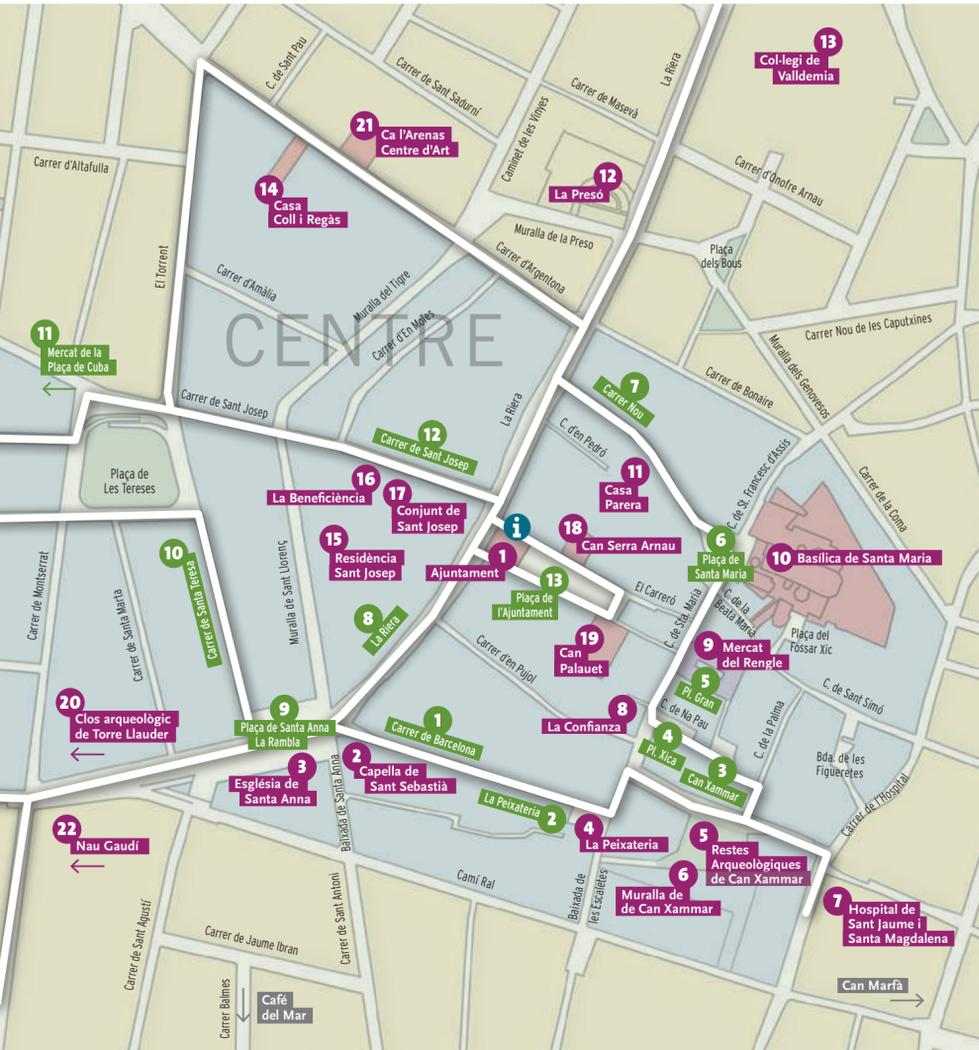 C. de Sant Pau
Carrer de Sant Sadurní
Carrer de Masevà
La Riera
13
Col·legi de
Valldemia
21
Ca l'Arenas
Centre d'Art
Caminet de les Vinyes
Carrer d'Altafulla
Carrer d'Onofre Arnau
12
La Presó
14
Casa
Coll i Regàs
Muralla de la Preso
Plaça
dels Bous
El Torrent
Carrer d'Argentona
Carrer d'Amàlia
Muralla del Tigre
Carrer d'En Moles
CENTRE
Carrer Nou de les Caputxines
Muralla dels Genovesos
11
Mercat de la
Plaça de Cuba
Carrer de Bonaire
7
Carrer Nou
Carrer de Sant Josep
La Riera
12
Carrer de Sant Josep
C. d'en Pedró
C. de St. Francesc d'Assis
Carrer de la Coma
Plaça de
Les Tereses
16
La Beneficiència
17
Conjunt de
Sant Josep
11
Casa
Parera
i
18
Can Serra Arnau
15
Residència
Sant Josep
1
Ajuntament
6
Plaça de
Santa Maria
10
Basílica de Santa Maria
10
Carrer de Santa Teresa
13
Plaça de
l'Ajuntament
El Carreró
C. de Sta. Maria
C. de la
Beata Maria
Carrer de Montserrat
Carrer de Santa Marta
Muralla de Sant Llorenç
8
La Riera
19
Can
Palauet
Plaça del
Fossar Xic
9
Mercat
del Rengle
Carrer d'en Pujol
5
Pl. Gran
C. de Sant Simó
20
Clos arqueològic
de Torre Llauder
9
Plaça de Santa Anna
La Rambla
1
Carrer de Barcelona
8
La Confianza
C. de Na Pau
C. de la Palma
4
Pl. Xica
3
Can Xammar
Bda. de les
Figueretes
3
Església de
Santa Anna
2
Capella de
Sant Sebastià
Baixada de Santa Anna
La Peixateria
2
Carrer de l'Hospital
22
Nau Gaudí
4
La Peixateria
5
Restes
Arqueològiques
de Can Xammar
Camí Ral
6
Muralla de
de Can Xammar
Baixada de
les Escaletes
7
Hospital de
Sant Jaume i
Santa Magdalena
Carrer de Sant Agustí
Carrer de Jaume Ibran
Carrer de Sant Antoni
Carrer Balmes
Café
del Mar
Can Marfà